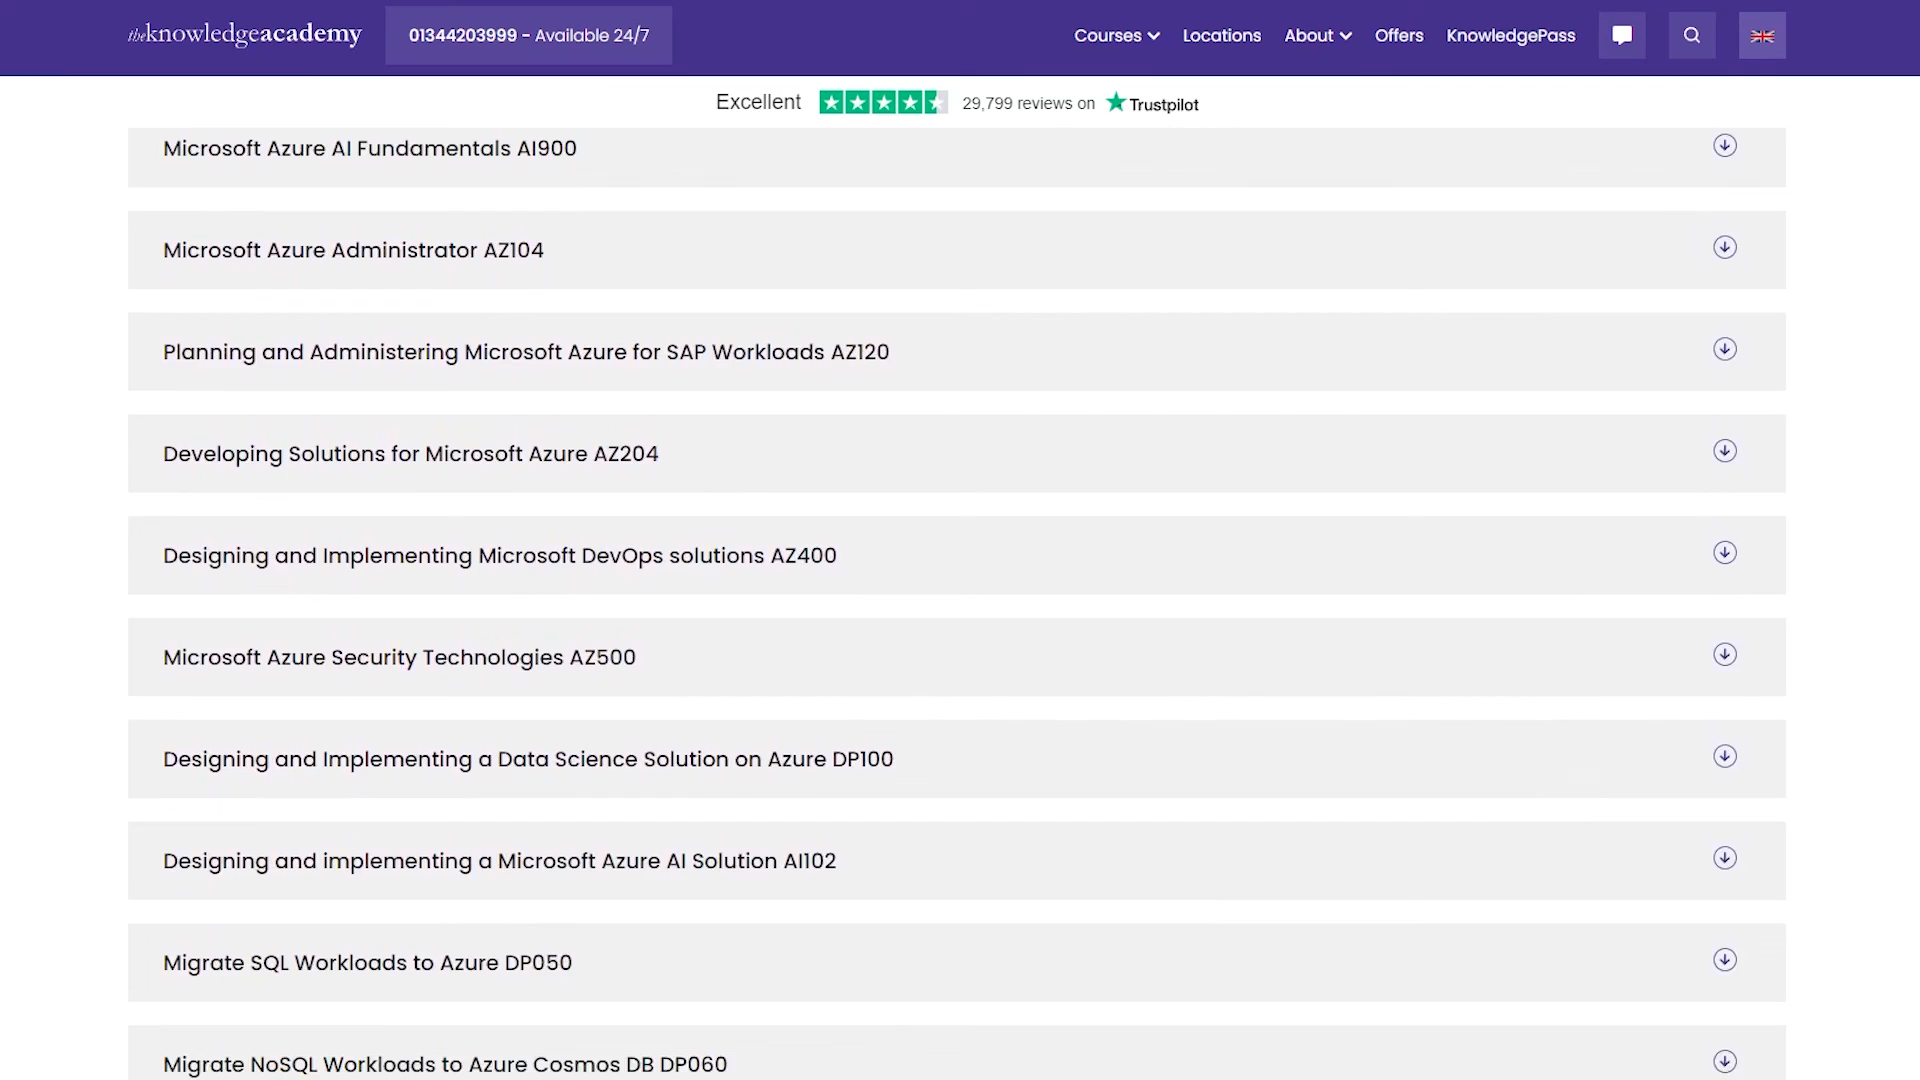 theknowledgeacademy 01344203999 - Available 24/7 Courses Locations About Offers KnowledgePass
Excellent 29,799 reviews on Trustpilot
Microsoft Azure AI Fundamentals AI900
Microsoft Azure Administrator AZ104
Planning and Administering Microsoft Azure for SAP Workloads AZ120
Developing Solutions for Microsoft Azure AZ204
Designing and Implementing Microsoft DevOps solutions AZ400
Microsoft Azure Security Technologies AZ500
Designing and Implementing a Data Science Solution on Azure DP100
Designing and implementing a Microsoft Azure AI Solution AI102
Migrate SQL Workloads to Azure DP050
Migrate NoSQL Workloads to Azure Cosmos DB DP060